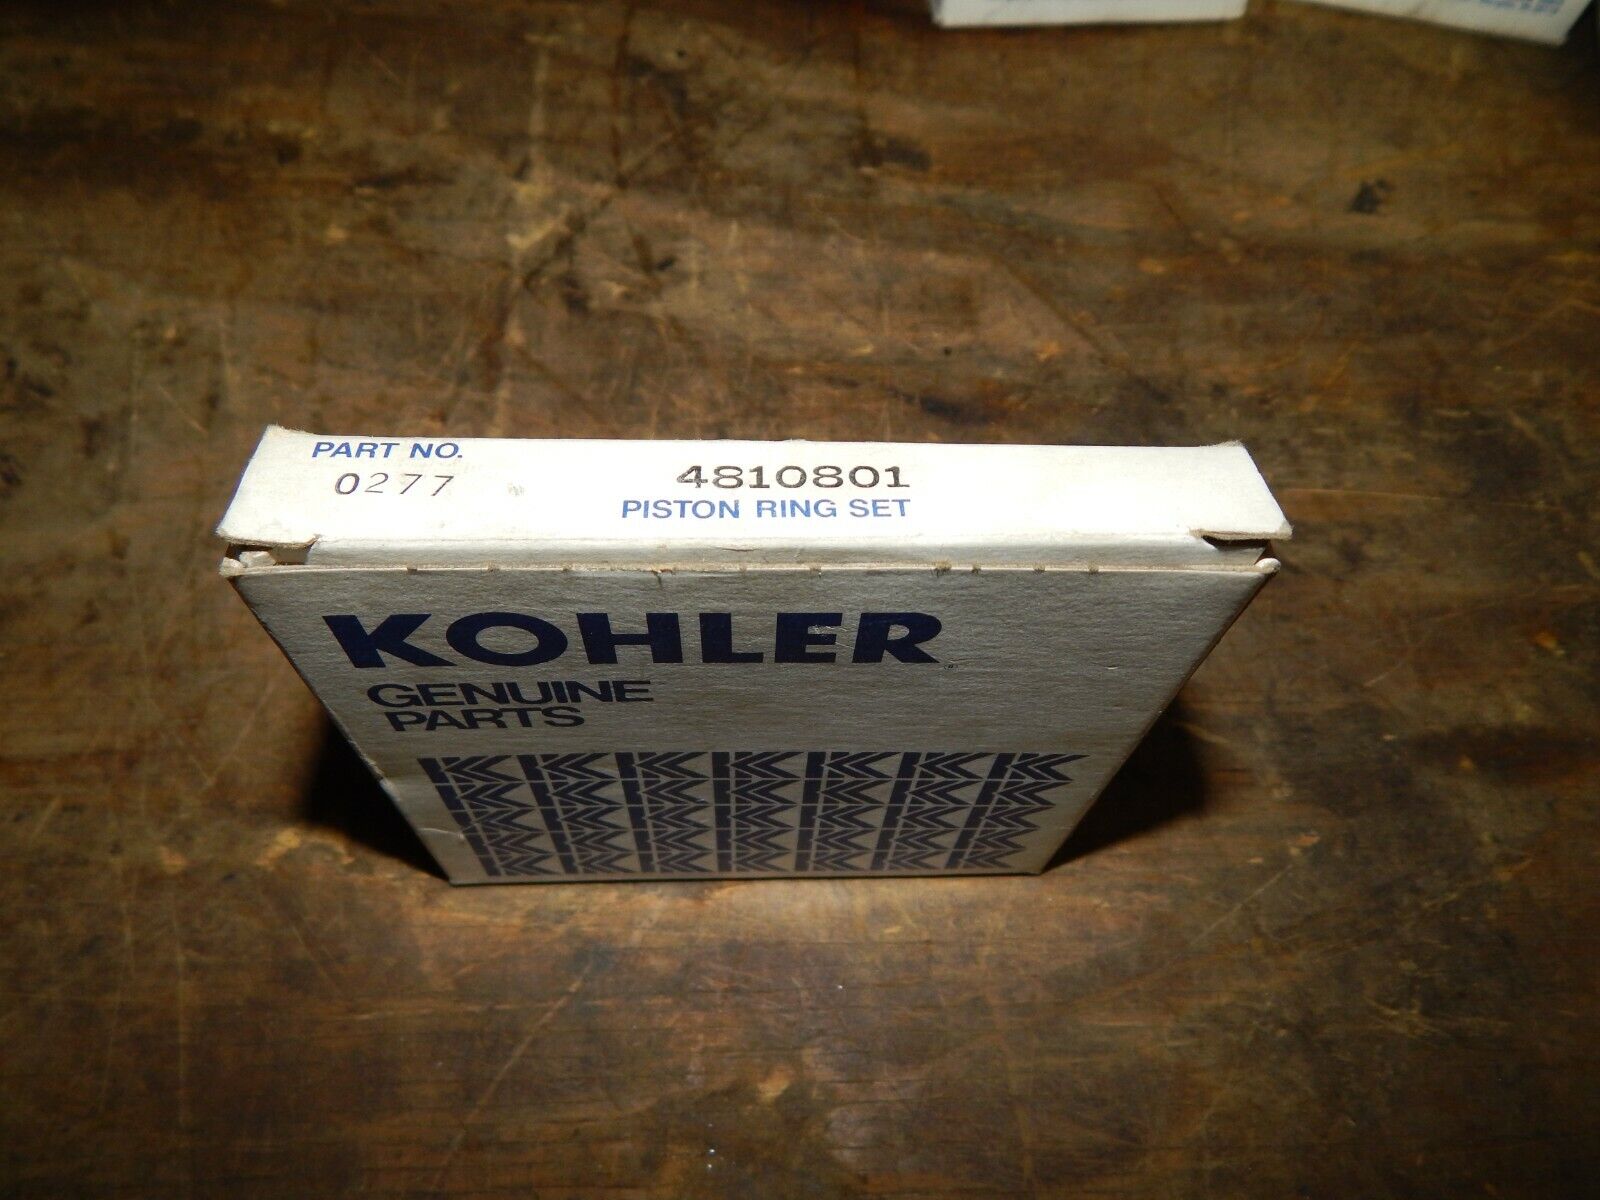 PART NO.
0277 4810801
PISTON RING SET
KOHLER
GENUINE
PARTS